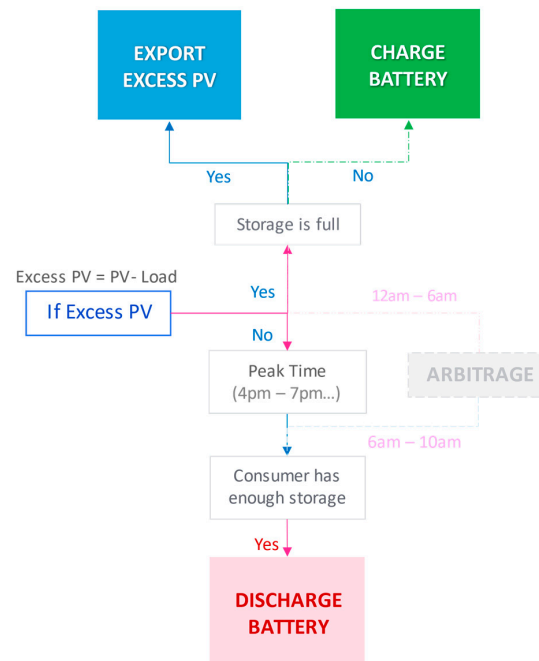 EXPORT
EXCESS PV
CHARGE
BATTERY
Yes
No
Storage is full
Excess PV = PV- Load
If Excess PV
Yes
12am – 6am
No
Peak Time
(4pm – 7pm...)
ARBITRAGE
6am – 10am
Consumer has
enough storage
Yes
DISCHARGE
BATTERY